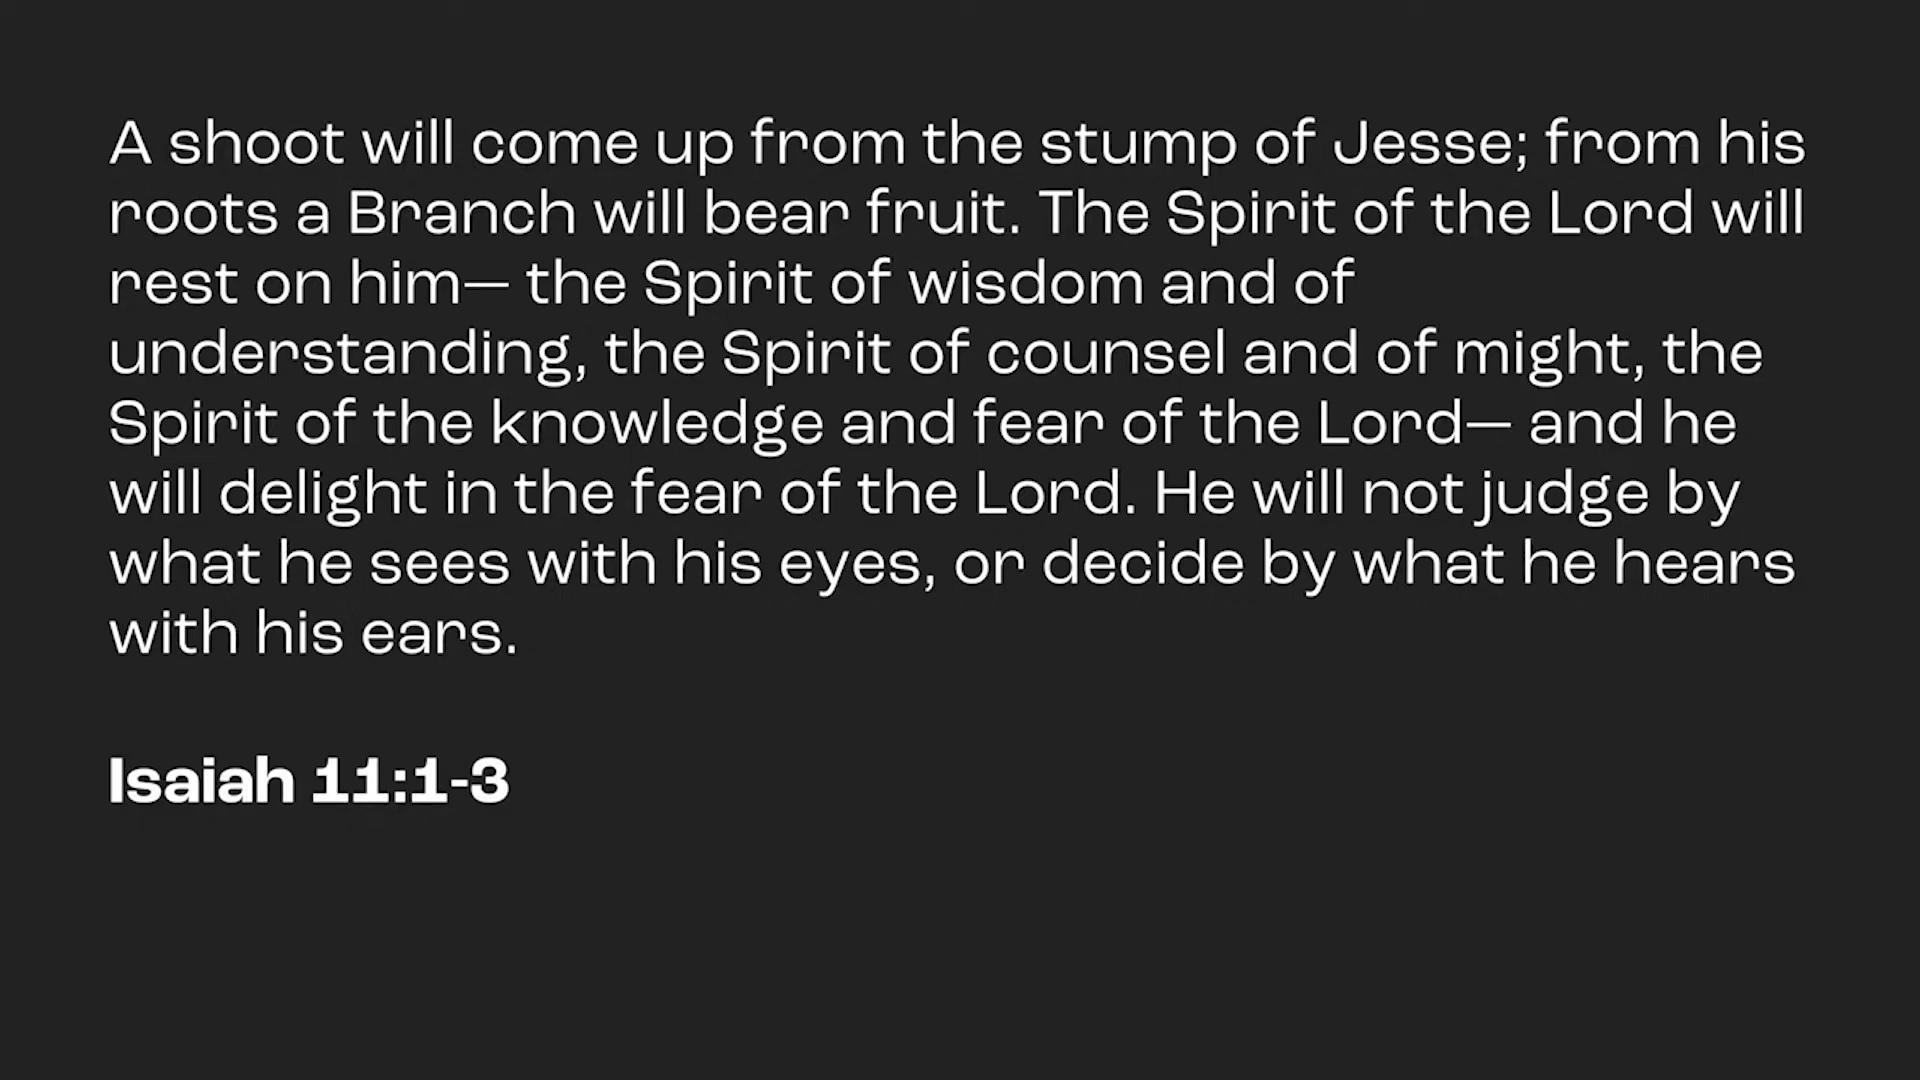 A shoot will come up from the stump of Jesse; from his
roots a Branch will bear fruit. The Spirit of the Lord will
rest on him— the Spirit of wisdom and of
understanding, the Spirit of counsel and of might, the
Spirit of the knowledge and fear of the Lord— and he
will delight in the fear of the Lord. He will not judge by
what he sees with his eyes, or decide by what he hears
with his ears.
Isaiah 11:1-3